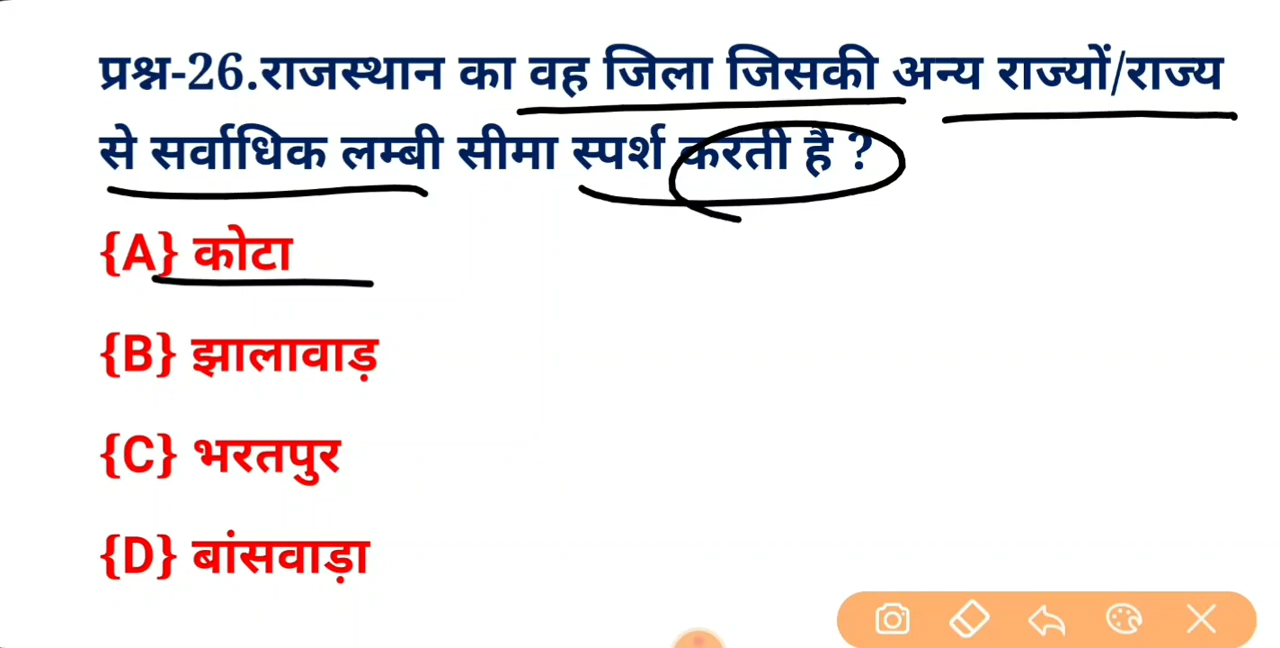 प्रश्न-26.राजस्थान का वह जिला जिसकी अन्य राज्यों/राज्य
से सर्वाधिक लम्बी सीमा स्पर्श करती है ?
{A} कोटा
{B} झालावाड़
{C} भरतपुर
{D} बांसवाड़ा